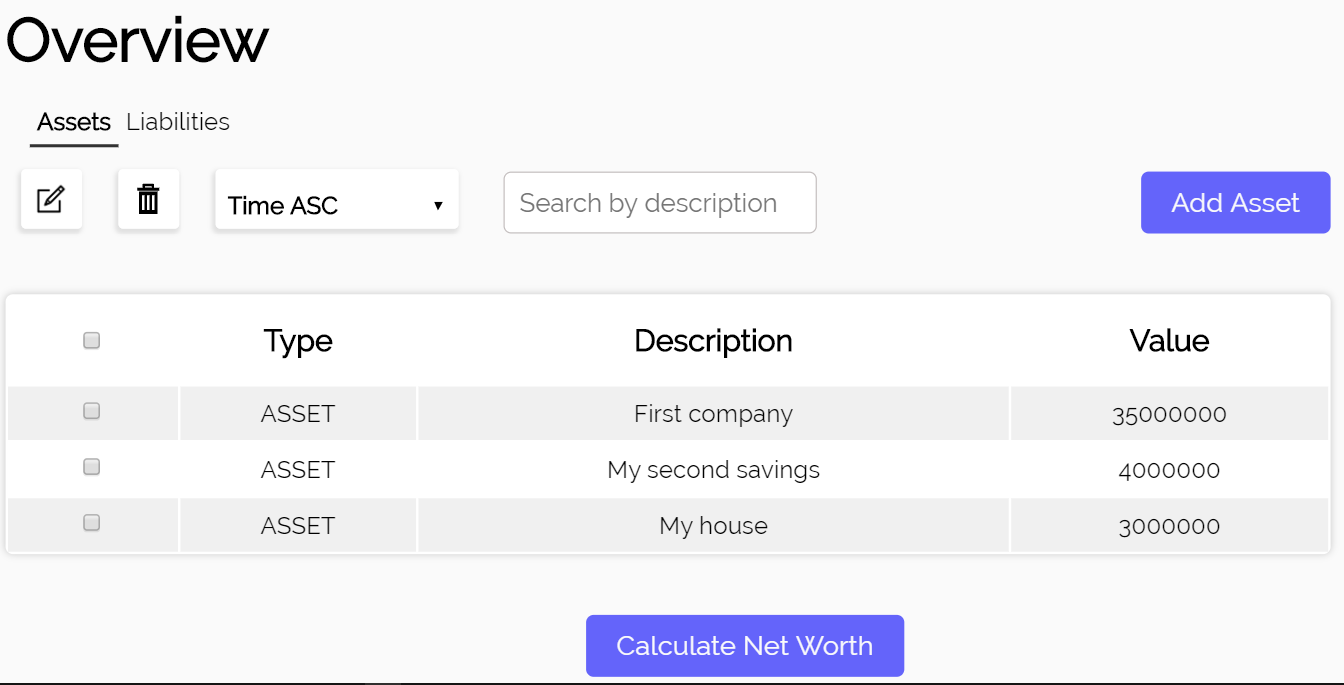 Overview
Assets Liabilities
Time ASC Search by description Add Asset
Type Description Value
ASSET First company 35000000
ASSET My second savings 4000000
ASSET My house 3000000
Calculate Net Worth